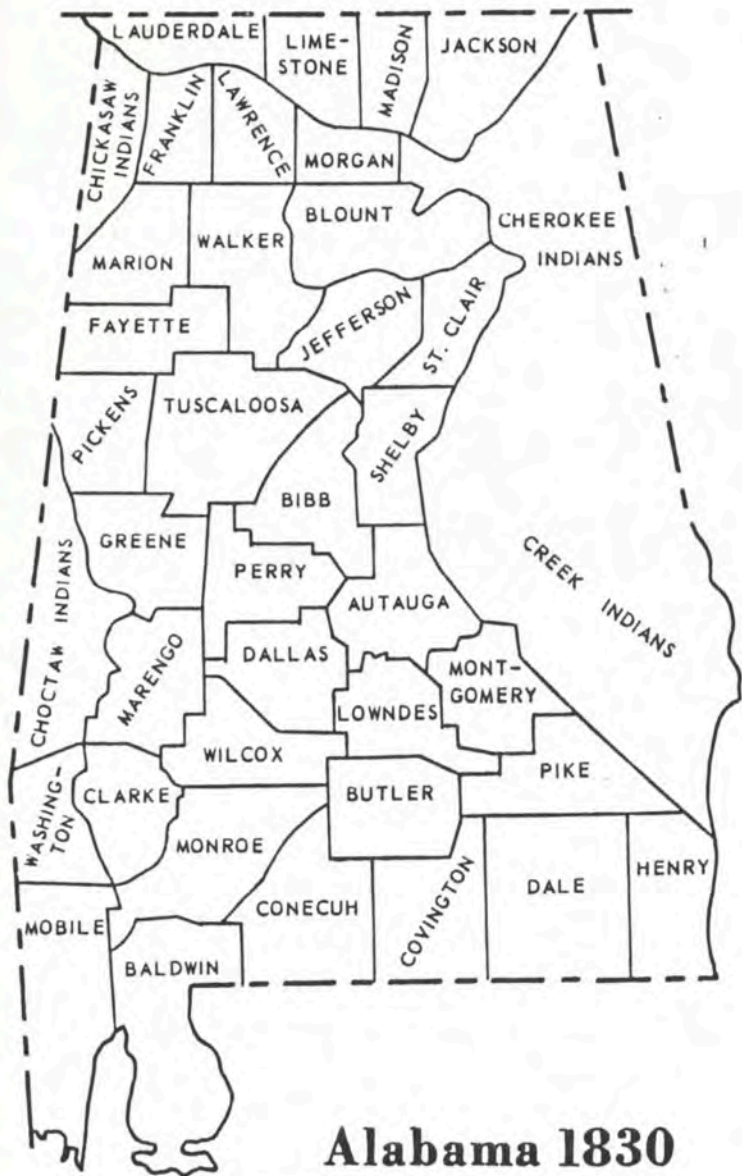 LAUDERDALE
LIME-
STONE
MADISON
JACKSON
CHICKASAW
INDIANS
FRANKLIN
LAWRENCE
MORGAN
BLOUNT
CHEROKEE
INDIANS
MARION
WALKER
FAYETTE
JEFFERSON
ST. CLAIR
PICKENS
TUSCALOOSA
SHELBY
BIBB
GREENE
PERRY
AUTAUGA
CREEK INDIANS
CHOCTAW INDIANS
MARENGO
DALLAS
LOWNDES
MONT-
GOMERY
WILCOX
PIKE
WASHING-
TON
CLARKE
BUTLER
MONROE
MOBILE
CONECUH
COVINGTON
DALE
HENRY
BALDWIN
Alabama 1830